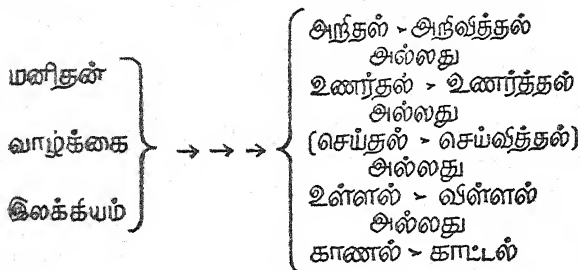 மனிதன்
வாழ்க்கை
இலக்கியம்
→ → →
அறிதல் - அறிவித்தல்
அல்லது
உணர்தல் - உணர்த்தல்
அல்லது
(செய்தல் - செய்வித்தல்)
அல்லது
உள்ளல் - விள்ளல்
அல்லது
காணல் - காட்டல்